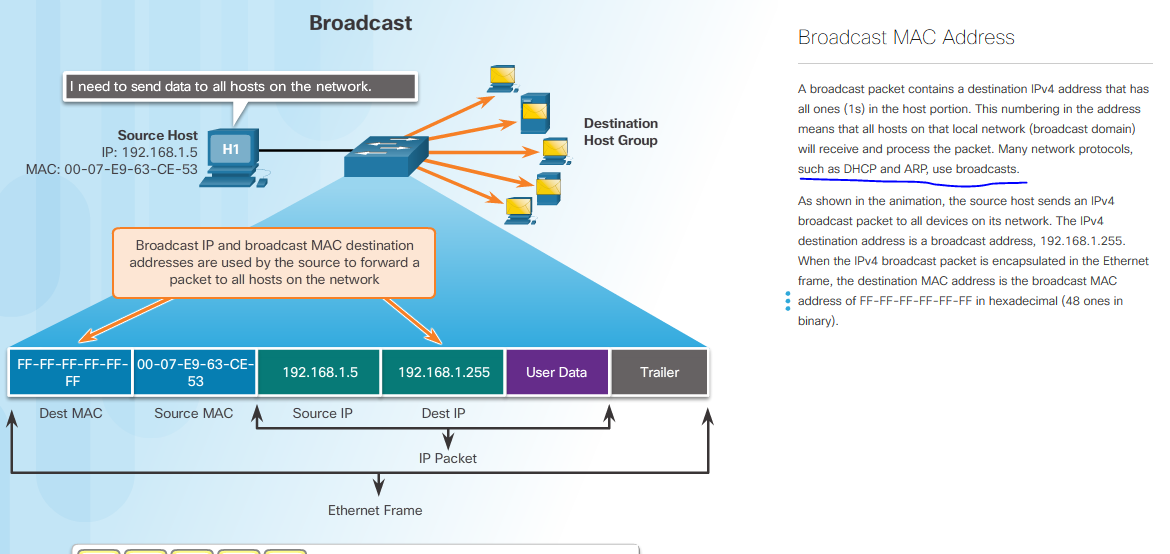 Broadcast
I need to send data to all hosts on the network.
Source Host
IP: 192.168.1.5
MAC: 00-07-E9-63-CE-53
H1
Destination
Host Group
Broadcast IP and broadcast MAC destination
addresses are used by the source to forward a
packet to all hosts on the network
FF-FF-FF-FF-FF-
FF
00-07-E9-63-CE-
53
192.168.1.5
192.168.1.255
User Data
Trailer
Dest MAC
Source MAC
Source IP
Dest IP
IP Packet
Ethernet Frame
Broadcast MAC Address
A broadcast packet contains a destination IPv4 address that has
all ones (1s) in the host portion. This numbering in the address
means that all hosts on that local network (broadcast domain)
will receive and process the packet. Many network protocols,
such as DHCP and ARP, use broadcasts.
As shown in the animation, the source host sends an IPv4
broadcast packet to all devices on its network. The IPv4
destination address is a broadcast address, 192.168.1.255.
When the IPv4 broadcast packet is encapsulated in the Ethernet
frame, the destination MAC address is the broadcast MAC
address of FF-FF-FF-FF-FF-FF in hexadecimal (48 ones in
binary).